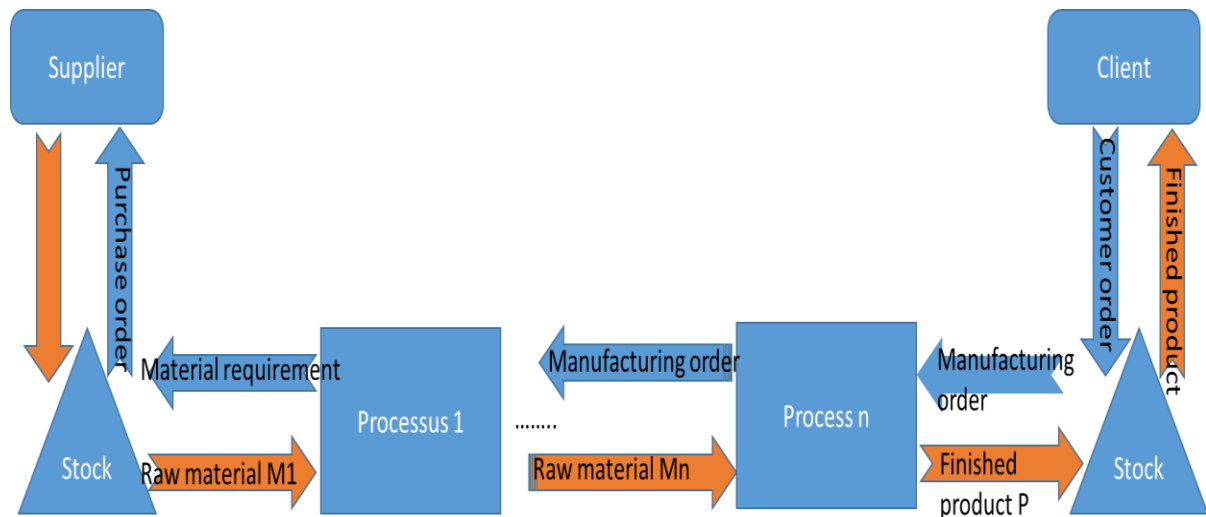 Supplier
Client
Purchase order
Customer order
Finished product
Material requirement
Manufacturing order
Manufacturing
order
Processus 1
........
Process n
Stock
Raw material M1
Raw material Mn
Finished
product P
Stock